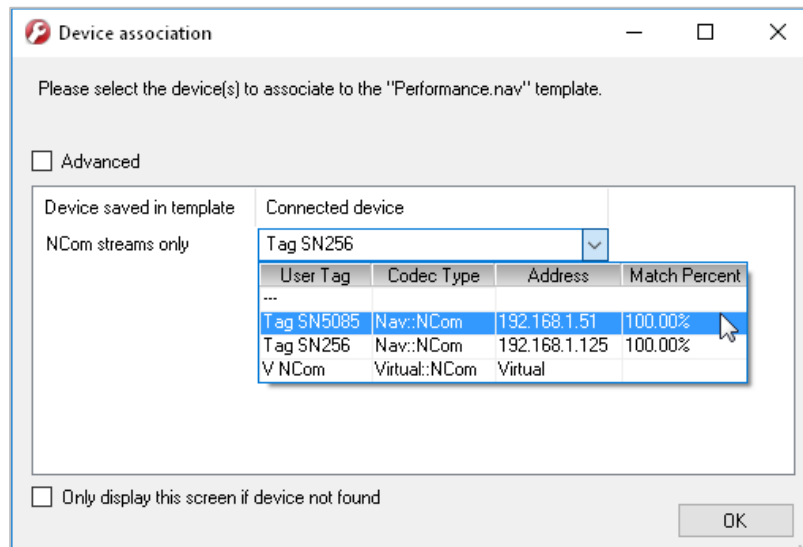 Device association
Please select the device(s) to associate to the "Performance.nav" template.
Advanced
Device saved in template Connected device
NCom streams only Tag SN256
User Tag Codec Type Address Match Percent
---
Tag SN5085 Nav::NCom 192.168.1.51 100.00%
Tag SN256 Nav::NCom 192.168.1.125 100.00%
V NCom Virtual::NCom Virtual
Only display this screen if device not found
OK